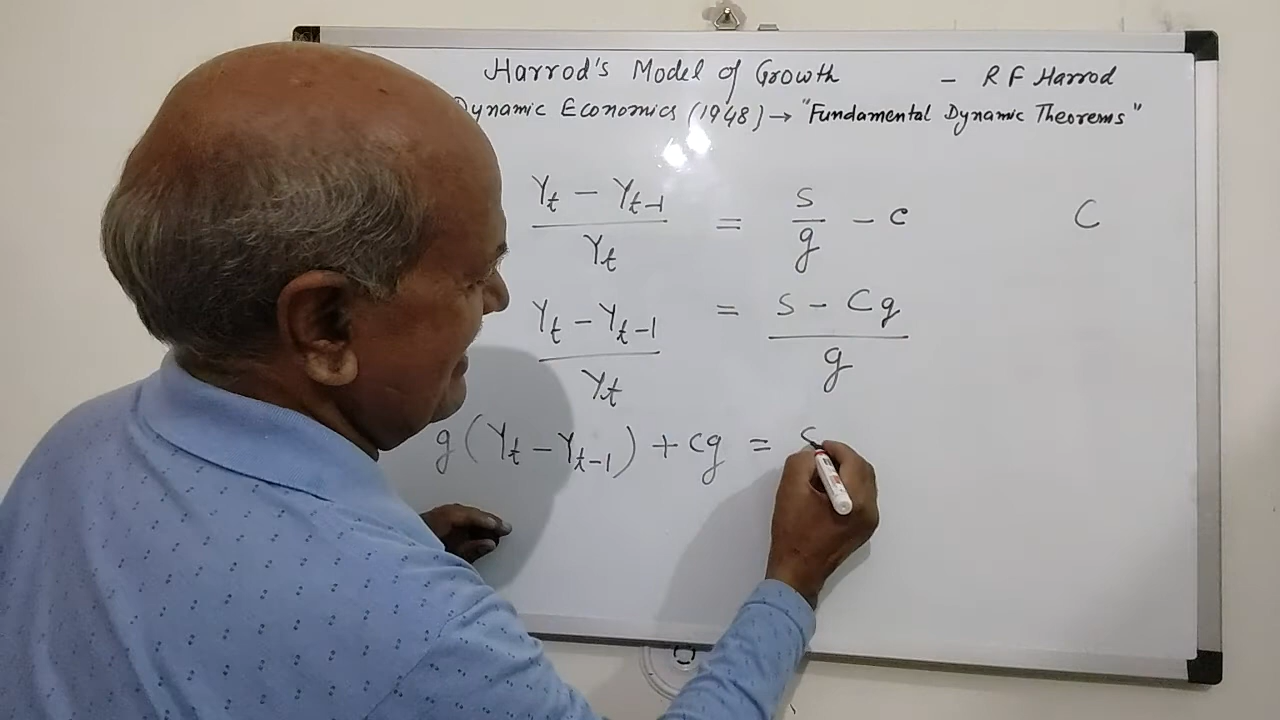 Harrod's Model of Growth - R F Harrod
Dynamic Economics (1948) → "Fundamental Dynamic Theorems"
(Yt - Yt-1) / Yt = s/g - c C
(Yt - Yt-1) / Yt = (s - Cg) / g
g(Yt - Yt-1) + cg = s